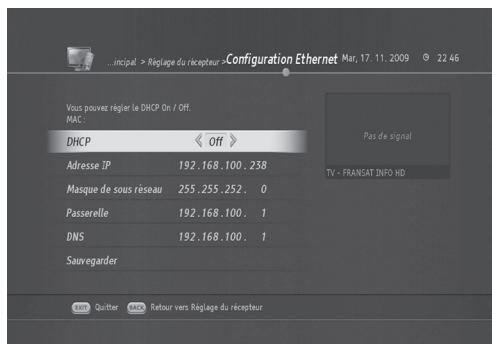 ...incipal > Réglage du récepteur > Configuration Ethernet Mar, 17. 11. 2009 22 46
Vous pouvez régler le DHCP On / Off.
MAC :
DHCP Off
Adresse IP 192.168.100.238
Masque de sous réseau 255.255.252. 0
Passerelle 192.168.100. 1
DNS 192.168.100. 1
Sauvegarder
Pas de signal
TV - FRANSAT INFO HD
EXIT Quitter BACK Retour vers Réglage du récepteur